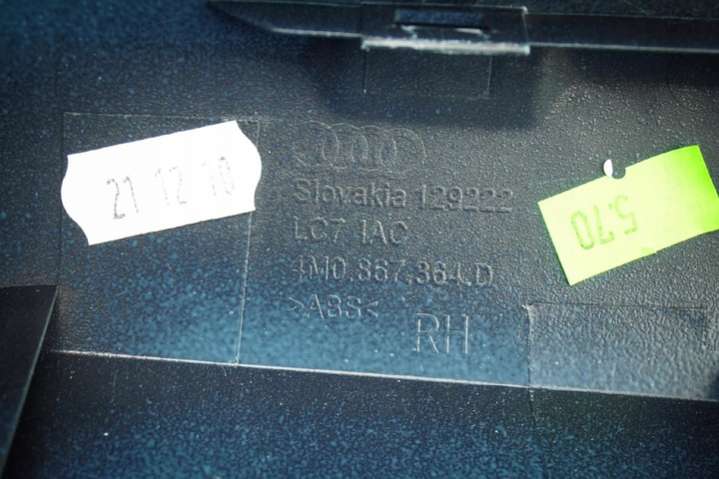 21 12 10
Slovakia 129222
LC7 IAC
4M0.867.364.D
>ABS<
RH
5.70